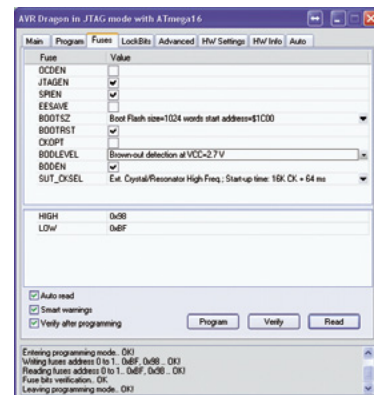 AVR Dragon in JTAG mode with ATmega16
Main Program Fuses LockBits Advanced HW Settings HW Info Auto
Fuse Value
OCDEN
JTAGEN
SPIEN
EESAVE
BOOTSZ Boot Flash size=1024 words start address=$1C00
BOOTRST
CKOPT
BODLEVEL Brown-out detection at VCC=2.7 V
BODEN
SUT_CKSEL Ext. Crystal/Resonator High Freq.; Start-up time: 16K CK + 64 ms
HIGH 0x98
LOW 0xBF
Auto read
Smart warnings
Verify after programming
Program Verify Read
Entering programming mode.. OK!
Writing fuses address 0 to 1.. 0xBF, 0x98 .. OK!
Reading fuses address 0 to 1.. 0xBF, 0x98 .. OK!
Fuse bits verification.. OK
Leaving programming mode.. OK!